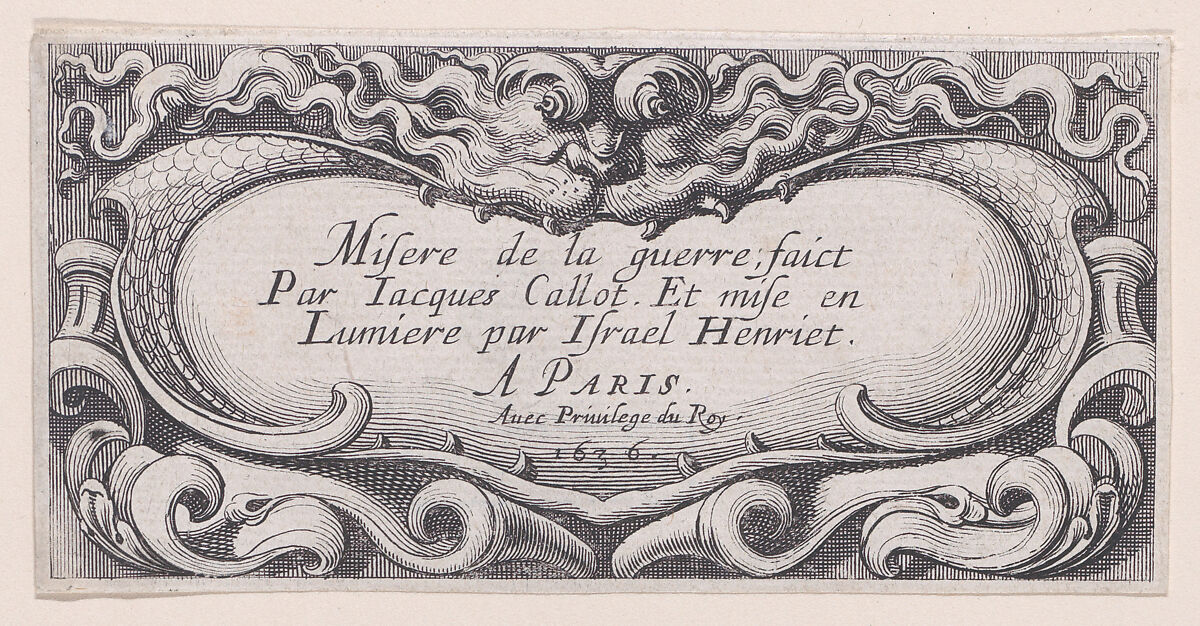 Miſere de la guerre; faict
Par Iacques Callot. Et miſe en
Lumiere par Iſrael Henriet.
A PARIS.
Auec Priuilege du Roy.
1636.